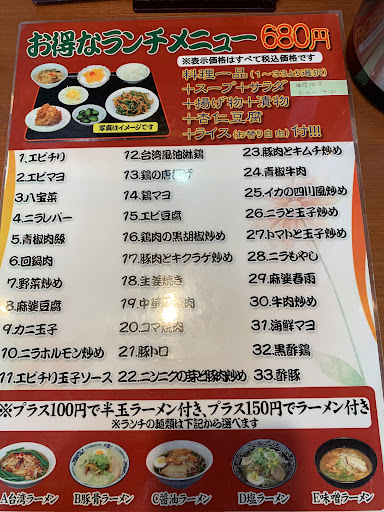 お得なランチメニュー 680円
※表示価格はすべて税込価格です
料理一品(1~33より選択)
+スープ+サラダ
+揚げ物+漬物
+杏仁豆腐
+ライス(お替り自由)付!!!
写真はイメージです
1.エビチリ
2.エビマヨ
3.八宝菜
4.ニラレバー
5.青椒肉絲
6.回鍋肉
7.野菜炒め
8.麻婆豆腐
9.カニ玉子
10.ニラホルモン炒め
11.エビチリ玉子ソース
12.台湾風油淋鶏
13.鶏の唐揚げ
14.鶏マヨ
15.エビ豆腐
16.鶏肉の黒胡椒炒め
17.豚肉とキクラゲ炒め
18.生姜焼き
19.中華
20.コマ焼肉
21.豚トロ
22.ニンニクの芽と豚肉炒め
23.豚肉とキムチ炒め
24.青椒牛肉
25.イカの四川風炒め
26.ニラと玉子炒め
27.トマトと玉子炒め
28.ニラもやし
29.麻婆春雨
30.牛肉炒め
31.海鮮マヨ
32.黒酢鶏
33.酢豚
※プラス100円で半玉ラーメン付き、プラス150円でラーメン付き
※ランチの麺類は下記から選べます
A台湾ラーメン
B豚骨ラーメン
C醤油ラーメン
D塩ラーメン
E味噌ラーメン